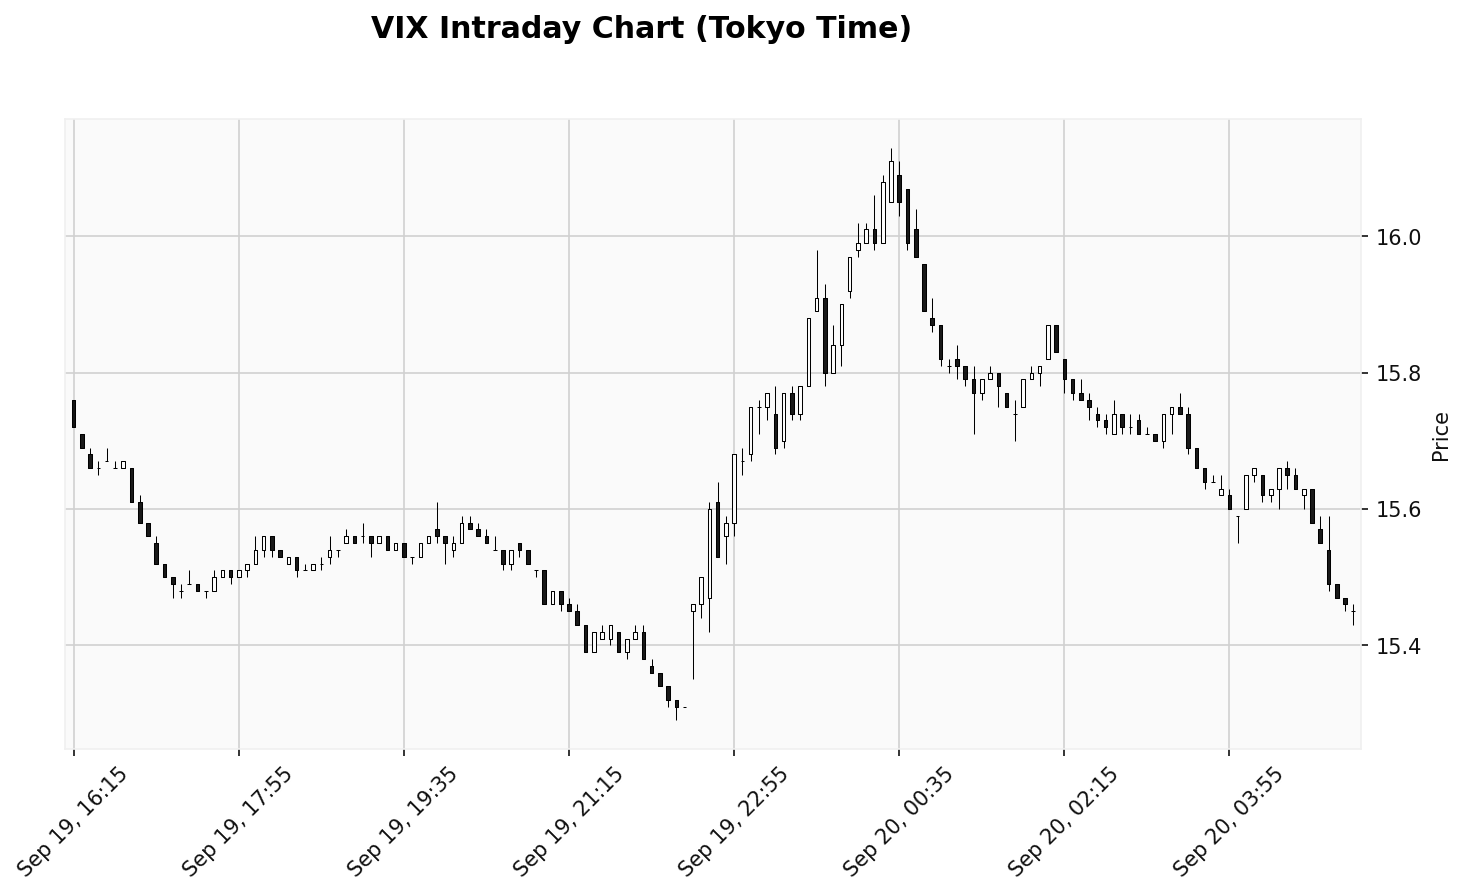 VIX Intraday Chart (Tokyo Time)
16.0
15.8
15.6
15.4
Price
Sep 19, 16:15
Sep 19, 17:55
Sep 19, 19:35
Sep 19, 21:15
Sep 19, 22:55
Sep 20, 00:35
Sep 20, 02:15
Sep 20, 03:55